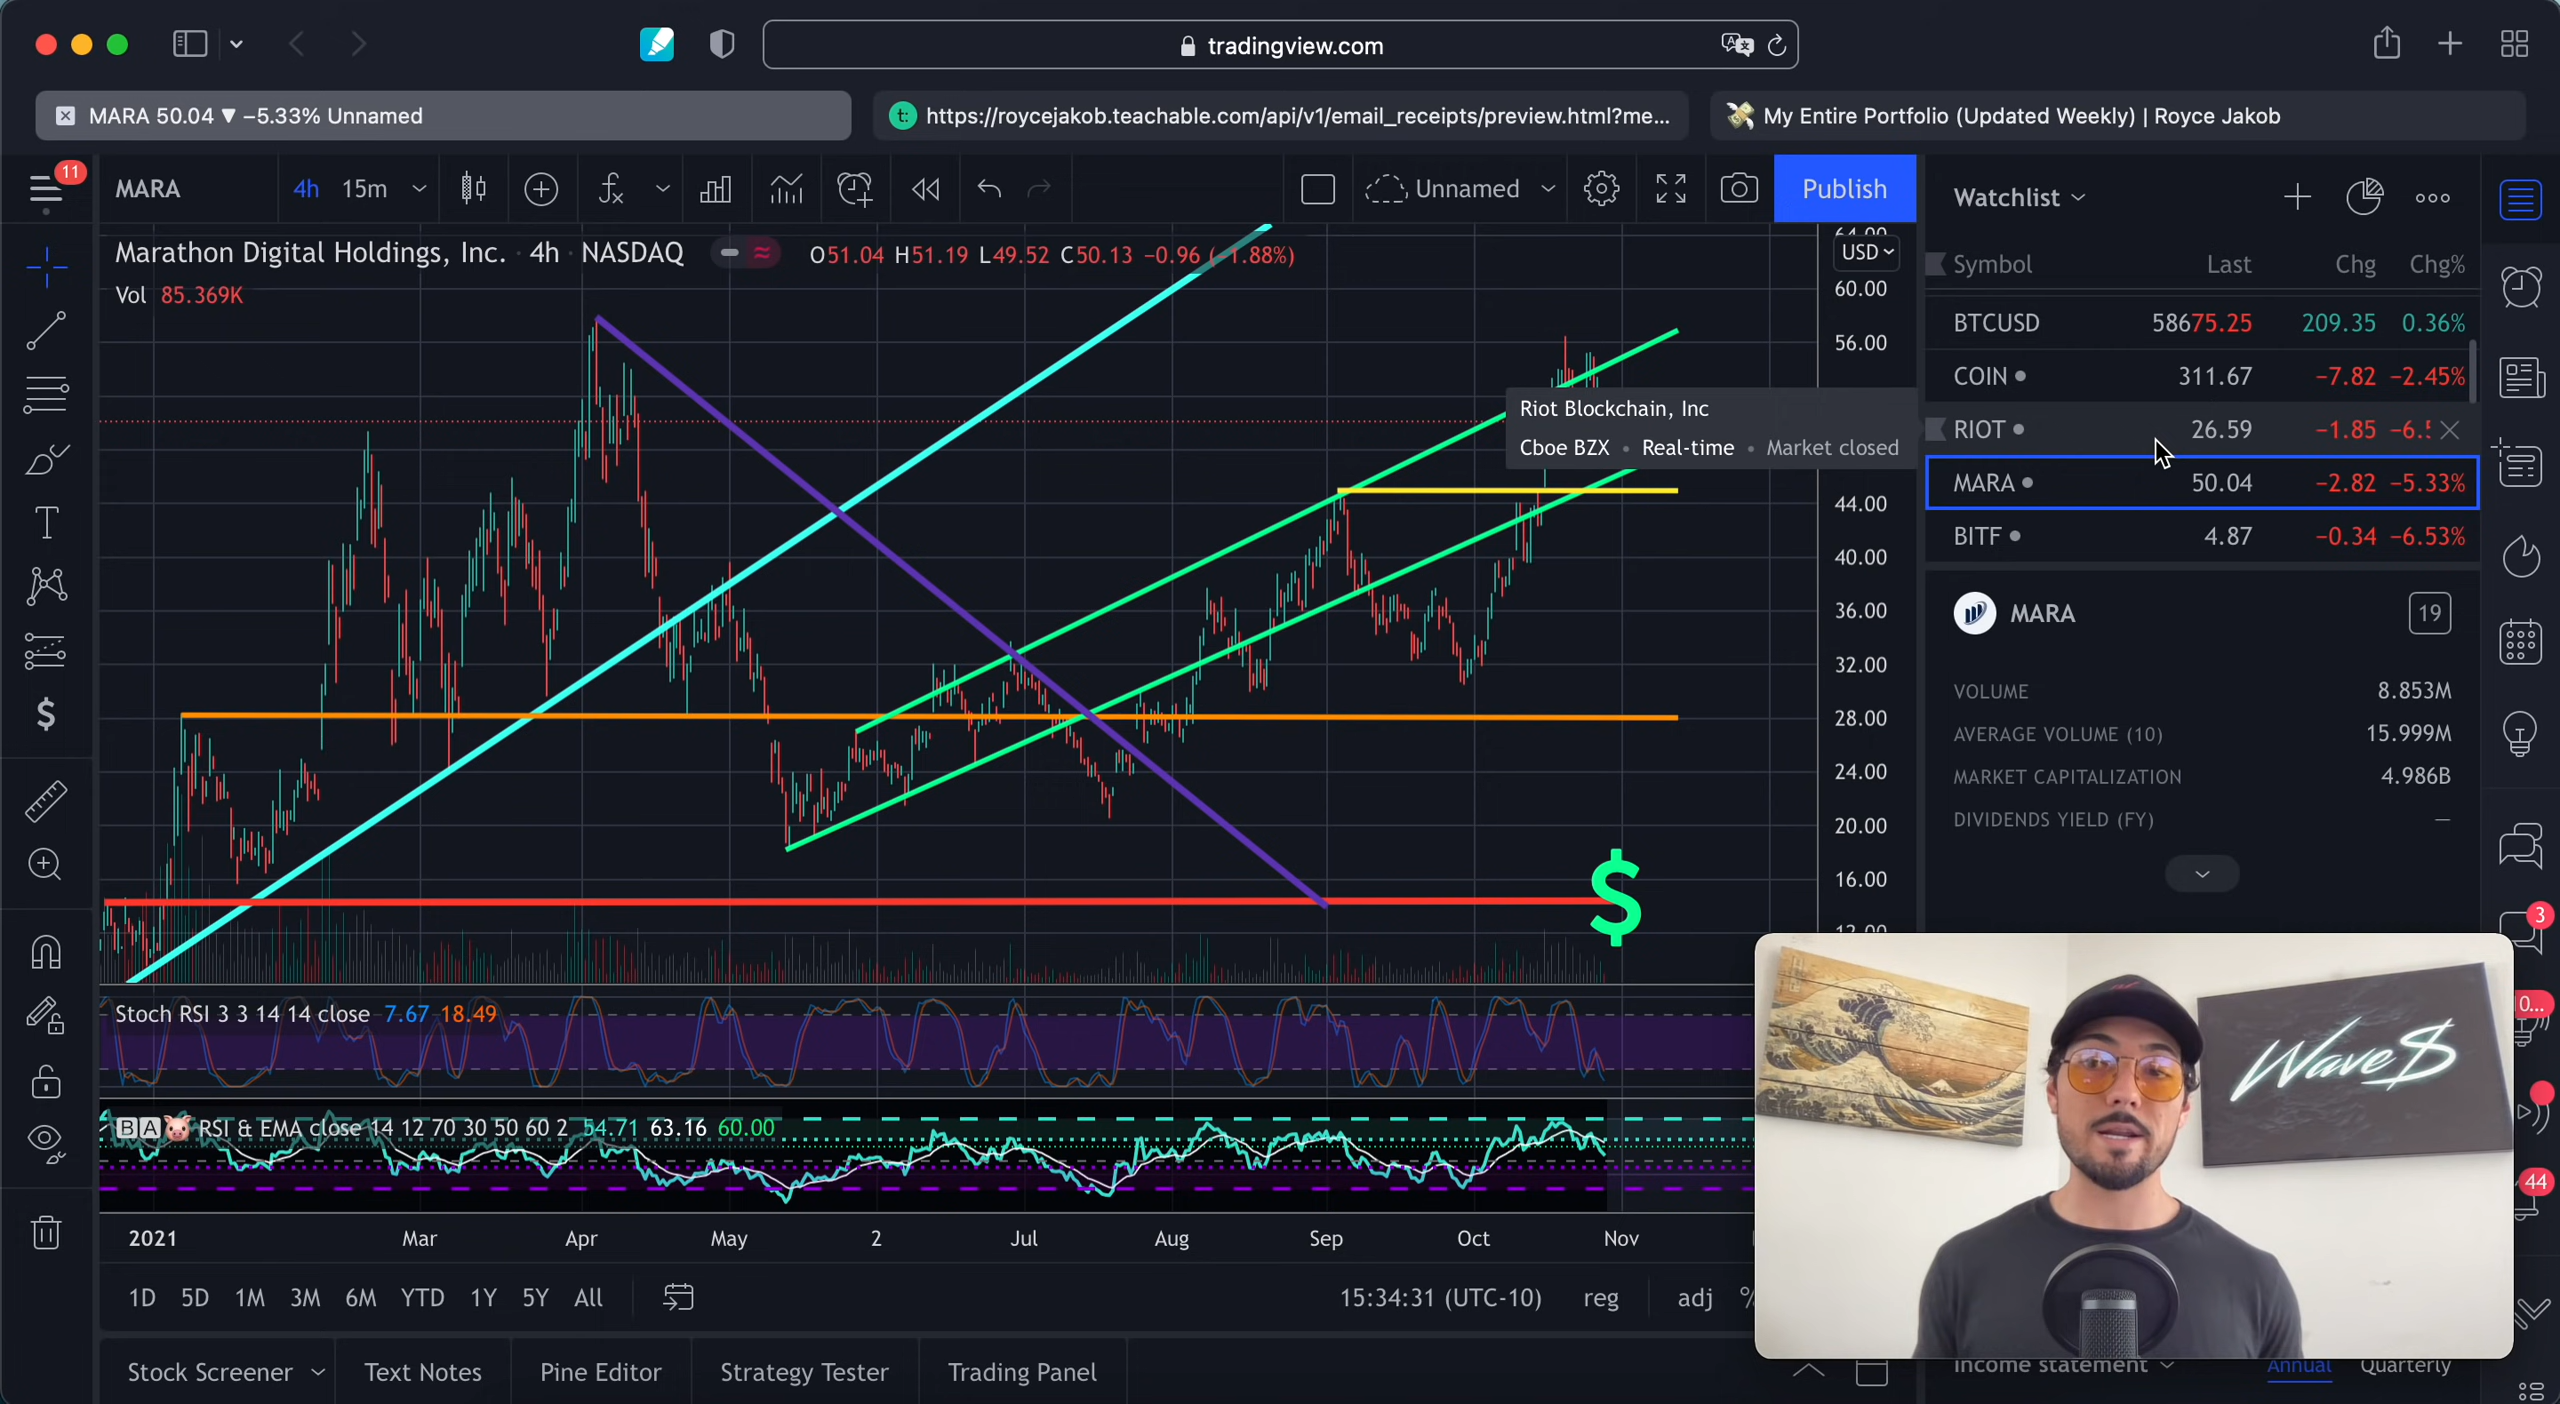 tradingview.com
MARA 50.04 ▼ −5.33% Unnamed
https://roycejakob.teachable.com/api/v1/email_receipts/preview.html?me...
My Entire Portfolio (Updated Weekly) | Royce Jakob
11
MARA
4h 15m
Unnamed
Publish
Watchlist
Marathon Digital Holdings, Inc. · 4h · NASDAQ
O51.04 H51.19 L49.52 C50.13 −0.96 (−1.88%)
Vol 85.369K
USD
60.00
56.00
44.00
40.00
36.00
32.00
28.00
24.00
20.00
16.00
Symbol Last Chg Chg%
BTCUSD 58675.25 209.35 0.36%
COIN 311.67 −7.82 −2.45%
RIOT 26.59 −1.85
MARA 50.04 −2.82 −5.33%
BITF 4.87 −0.34 −6.53%
Riot Blockchain, Inc
Cboe BZX • Real-time • Market closed
MARA
19
VOLUME 8.853M
AVERAGE VOLUME (10) 15.999M
MARKET CAPITALIZATION 4.986B
DIVIDENDS YIELD (FY) —
$
Stoch RSI 3 3 14 14 close 7.67 18.49
BA RSI & EMA close 14 12 70 30 50 60 2 54.71 63.16 60.00
2021 Mar Apr May 2 Jul Aug Sep Oct Nov
1D 5D 1M 3M 6M YTD 1Y 5Y All
15:34:31 (UTC-10) reg adj %
Stock Screener Text Notes Pine Editor Strategy Tester Trading Panel
Wave$
3
0...
44
Income statement Annual Quarterly